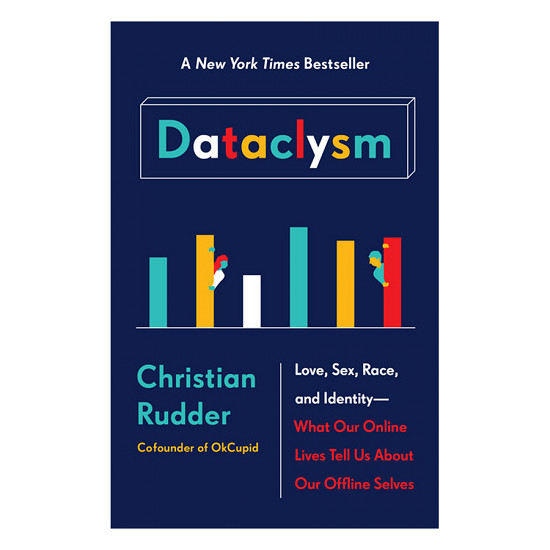 A New York Times Bestseller
Dataclysm
Christian
Rudder
Cofounder of OkCupid
Love, Sex, Race,
and Identity—
What Our Online
Lives Tell Us About
Our Offline Selves